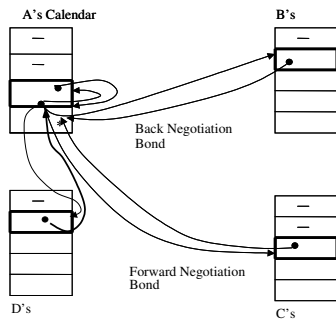 A's Calendar
B's
Back Negotiation
Bond
Forward Negotiation
Bond
D's
C's